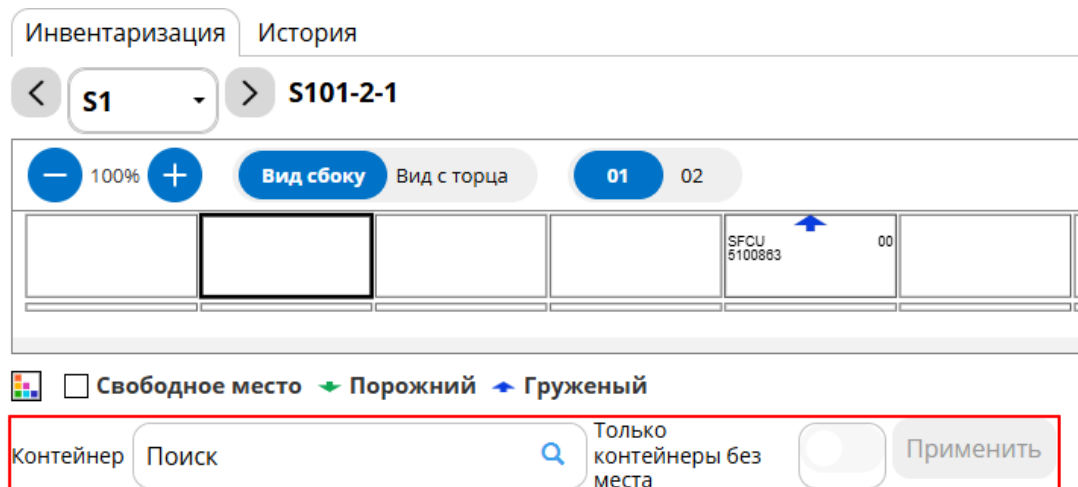 Инвентаризация История
S1 S101-2-1
100% Вид сбоку Вид с торца 01 02
SFCU 00
5100863
Свободное место Порожний Груженый
Контейнер Поиск Только контейнеры без места Применить